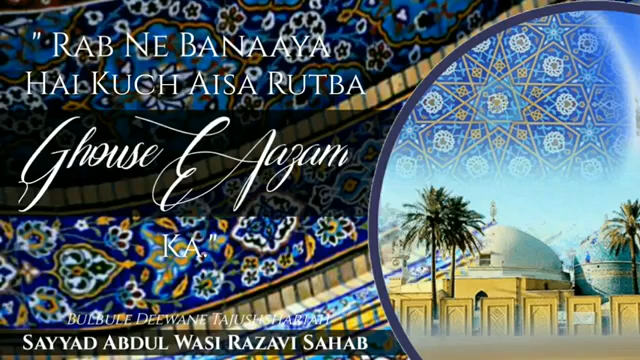 " Rab Ne Banaaya
Hai Kuch Aisa Rutba
Ghouse E Aazam
Ka."
Bulbule Deewane Tajushshariah
Sayyad Abdul Wasi Razavi Sahab